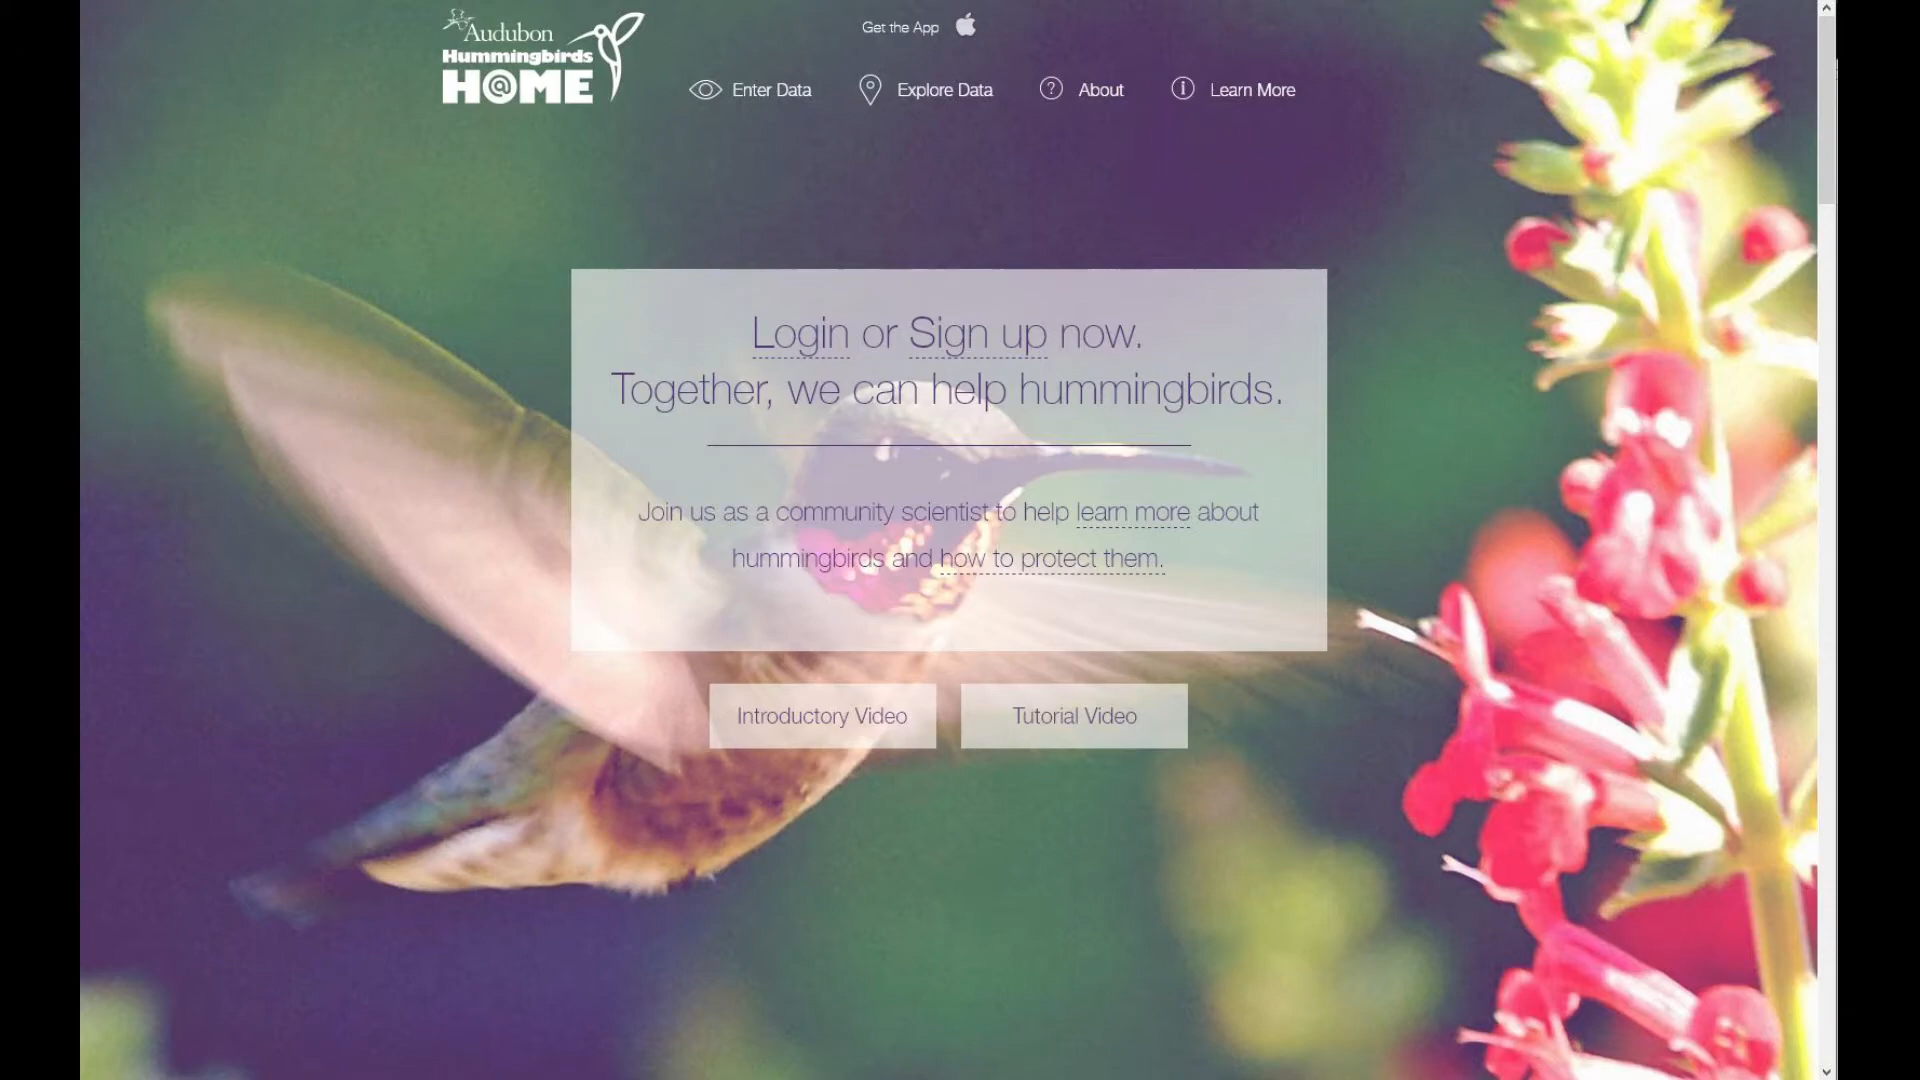 Audubon
Hummingbirds
H@ME
Get the App
Enter Data
Explore Data
About
Learn More
Login or Sign up now.
Together, we can help hummingbirds.
Join us as a community scientist to help learn more about
hummingbirds and how to protect them.
Introductory Video
Tutorial Video